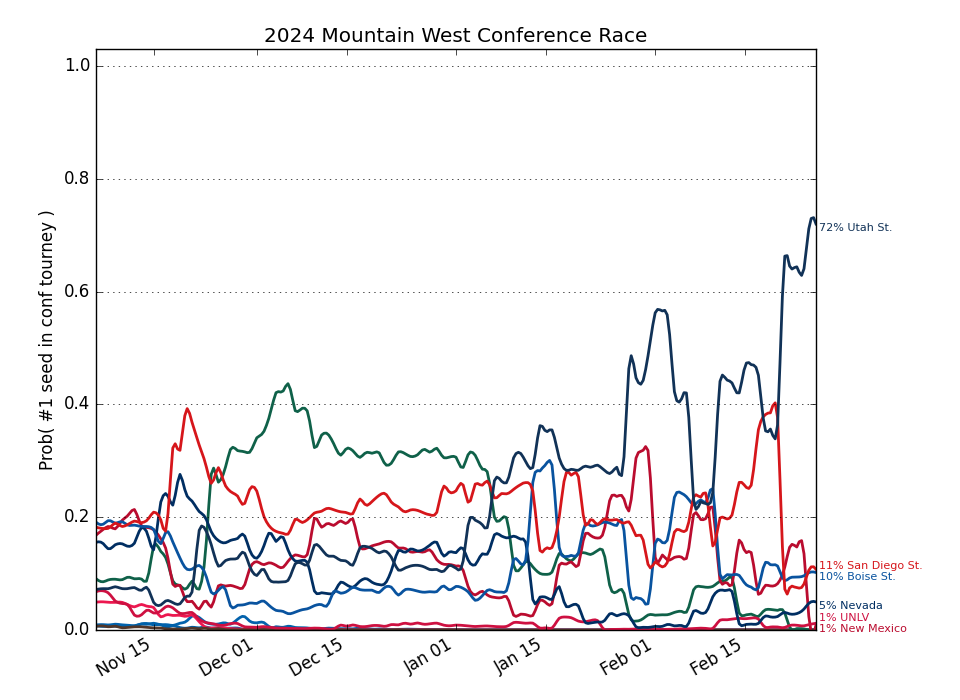 2024 Mountain West Conference Race
Prob( #1 seed in conf tourney )
1.0
0.8
0.6
0.4
0.2
0.0
Nov 15
Dec 01
Dec 15
Jan 01
Jan 15
Feb 01
Feb 15
72% Utah St.
11% San Diego St.
10% Boise St.
5% Nevada
1% UNLV
1% New Mexico